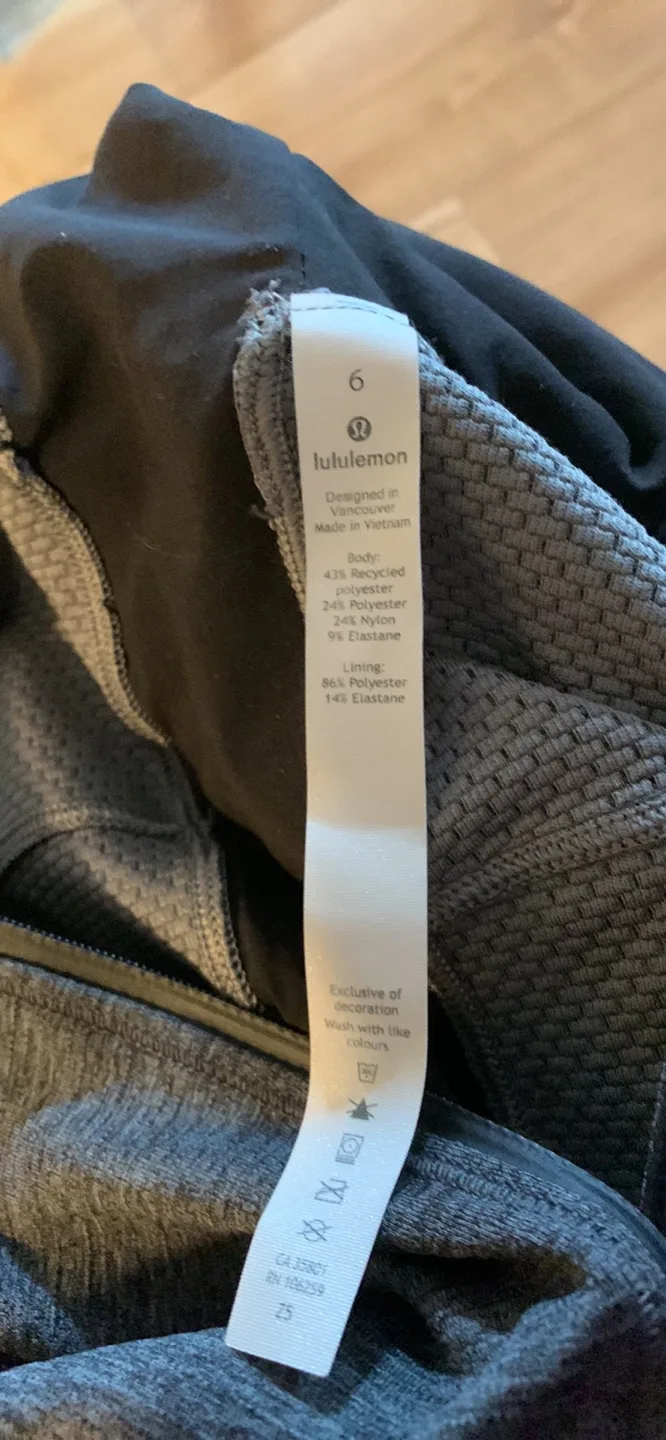 6
lululemon
Designed in
Vancouver
Made in Vietnam
Body:
43% Recycled
polyester
24% Polyester
24% Nylon
9% Elastane
Lining:
86% Polyester
14% Elastane
Exclusive of
decoration
Wash with like
colours
CA 35801
RN 106259
Z5